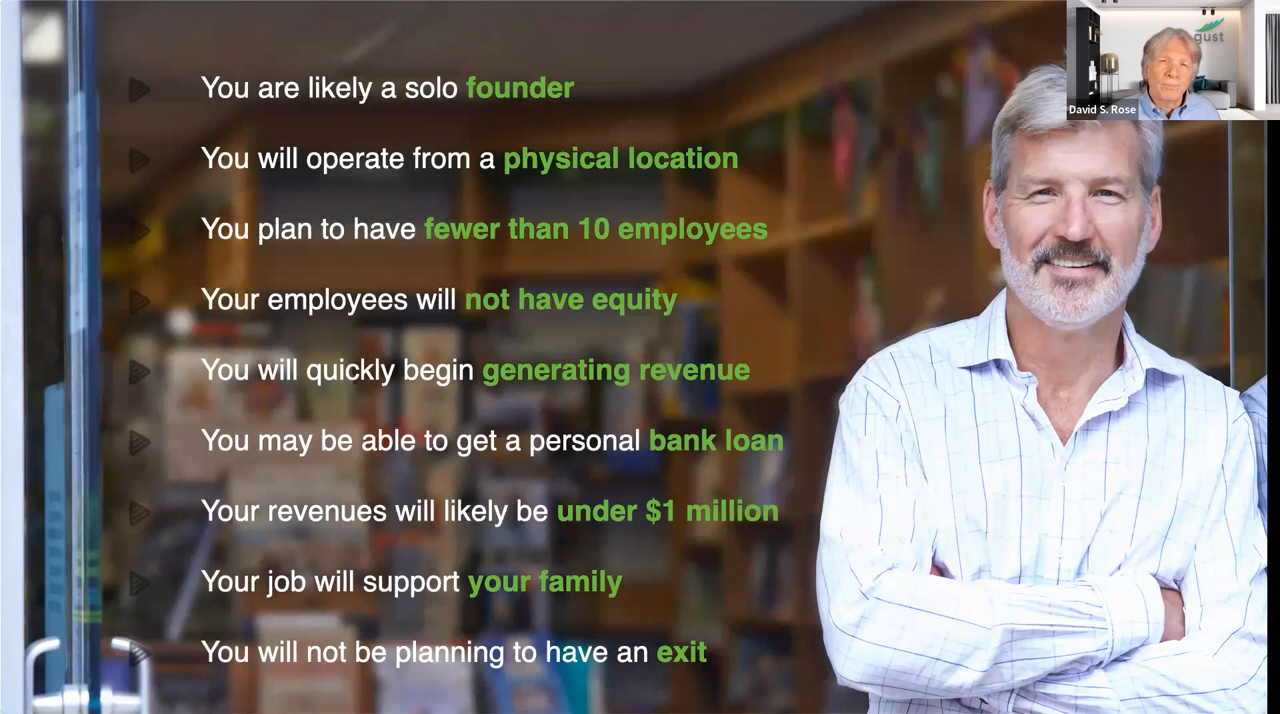 gust
David S. Rose
You are likely a solo founder
You will operate from a physical location
You plan to have fewer than 10 employees
Your employees will not have equity
You will quickly begin generating revenue
You may be able to get a personal bank loan
Your revenues will likely be under $1 million
Your job will support your family
You will not be planning to have an exit